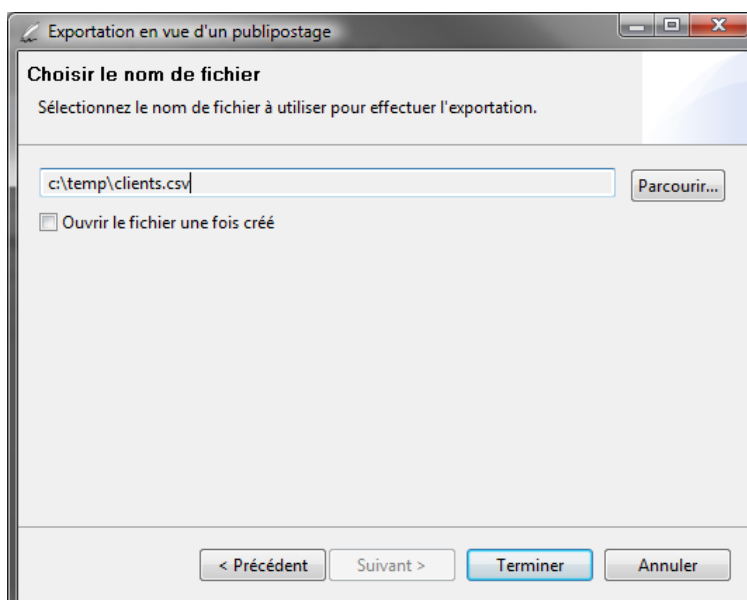 Exportation en vue d'un publipostage
Choisir le nom de fichier
Sélectionnez le nom de fichier à utiliser pour effectuer l'exportation.
c:\temp\clients.csv
Parcourir...
Ouvrir le fichier une fois créé
< Précédent
Suivant >
Terminer
Annuler